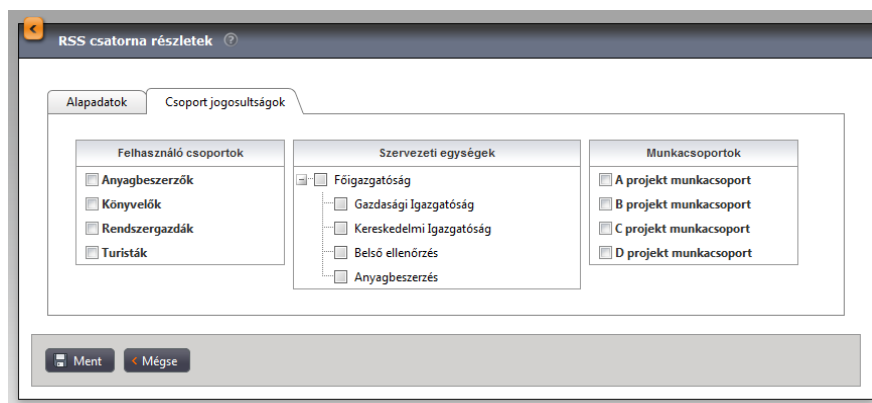 RSS csatorna részletek
Alapadatok
Csoport jogosultságok
Felhasználó csoportok
Anyagbeszerzők
Könyvelők
Rendszergazdák
Turisták
Szervezeti egységek
Főigazgatóság
Gazdasági Igazgatóság
Kereskedelmi Igazgatóság
Belső ellenőrzés
Anyagbeszerzés
Munkacsoportok
A projekt munkacsoport
B projekt munkacsoport
C projekt munkacsoport
D projekt munkacsoport
Ment
Mégse